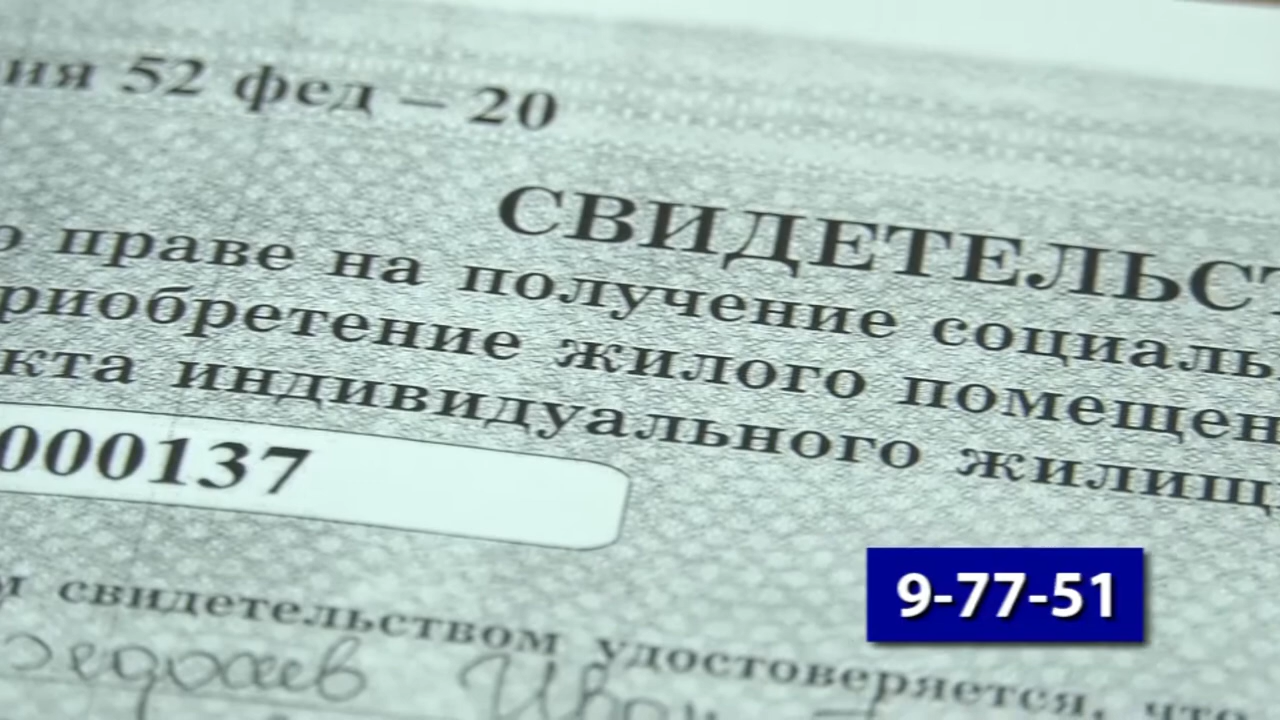 ия 52 фед – 20
СВИДЕТЕЛЬСТ
о праве на получение социаль
риобретение жилого помещен
кта индивидуального жилищ
000137
м свидетельством удостоверяется, что
9-77-51